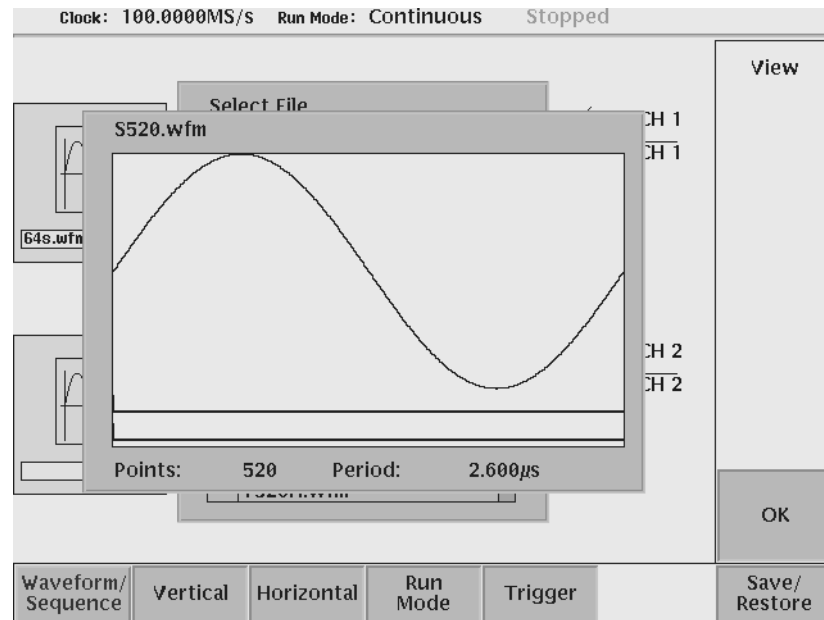 Clock: 100.0000MS/s Run Mode: Continuous Stopped
View
Select File
CH 1
S520.wfm
CH 1
64s.wfm
CH 2
CH 2
Points: 520 Period: 2.600µs
OK
Waveform/
Sequence
Vertical
Horizontal
Run
Mode
Trigger
Save/
Restore